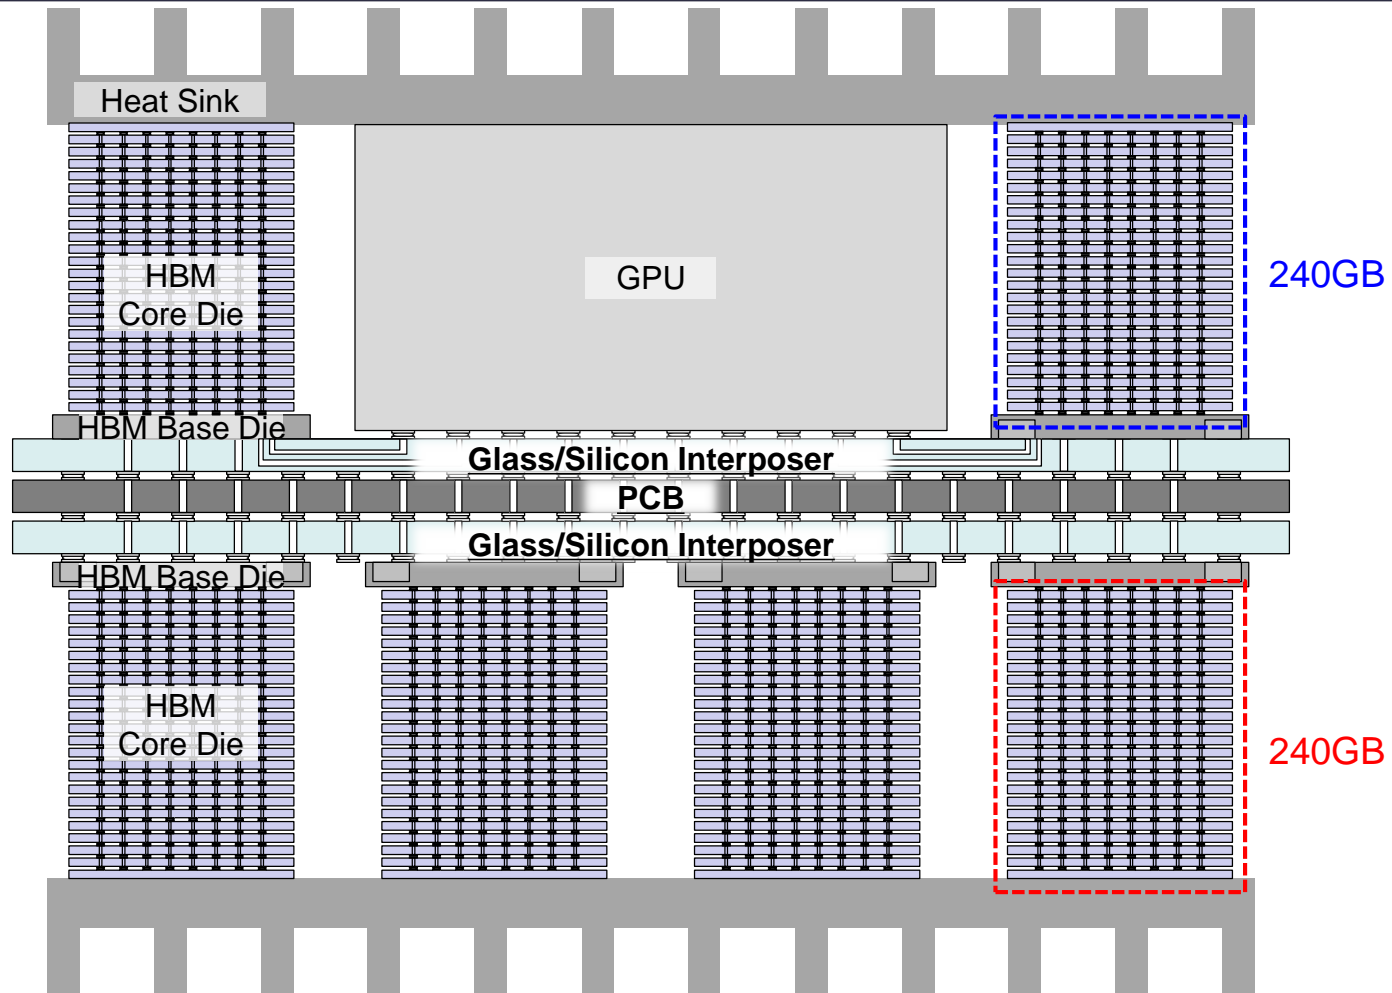 Heat Sink
HBM
Core Die
GPU
240GB
HBM Base Die
Glass/Silicon Interposer
PCB
Glass/Silicon Interposer
HBM Base Die
HBM
Core Die
240GB